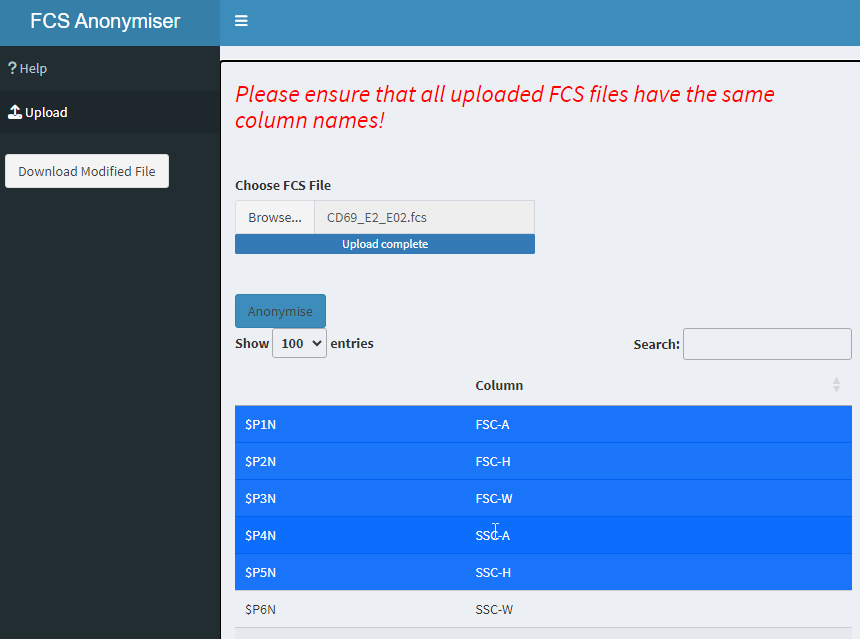 FCS Anonymiser
Help
Upload
Download Modified File
Please ensure that all uploaded FCS files have the same
column names!
Choose FCS File
Browse... CD69_E2_E02.fcs
Upload complete
Anonymise
Show 100 entries Search:
Column
$P1N FSC-A
$P2N FSC-H
$P3N FSC-W
$P4N SSC-A
$P5N SSC-H
$P6N SSC-W